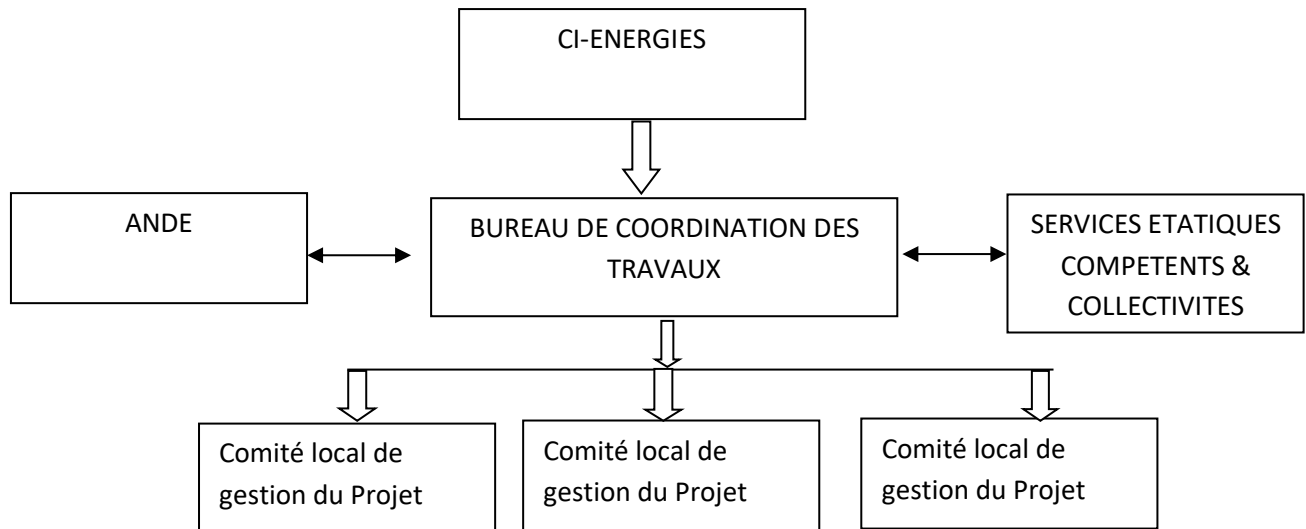 CI-ENERGIES
ANDE
BUREAU DE COORDINATION DES
TRAVAUX
SERVICES ETATIQUES
COMPETENTS &
COLLECTIVITES
Comité local de
gestion du Projet
Comité local de
gestion du Projet
Comité local de
gestion du Projet